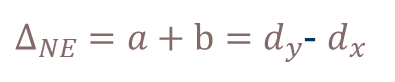 Δ_NE = a + b = d_y- d_x